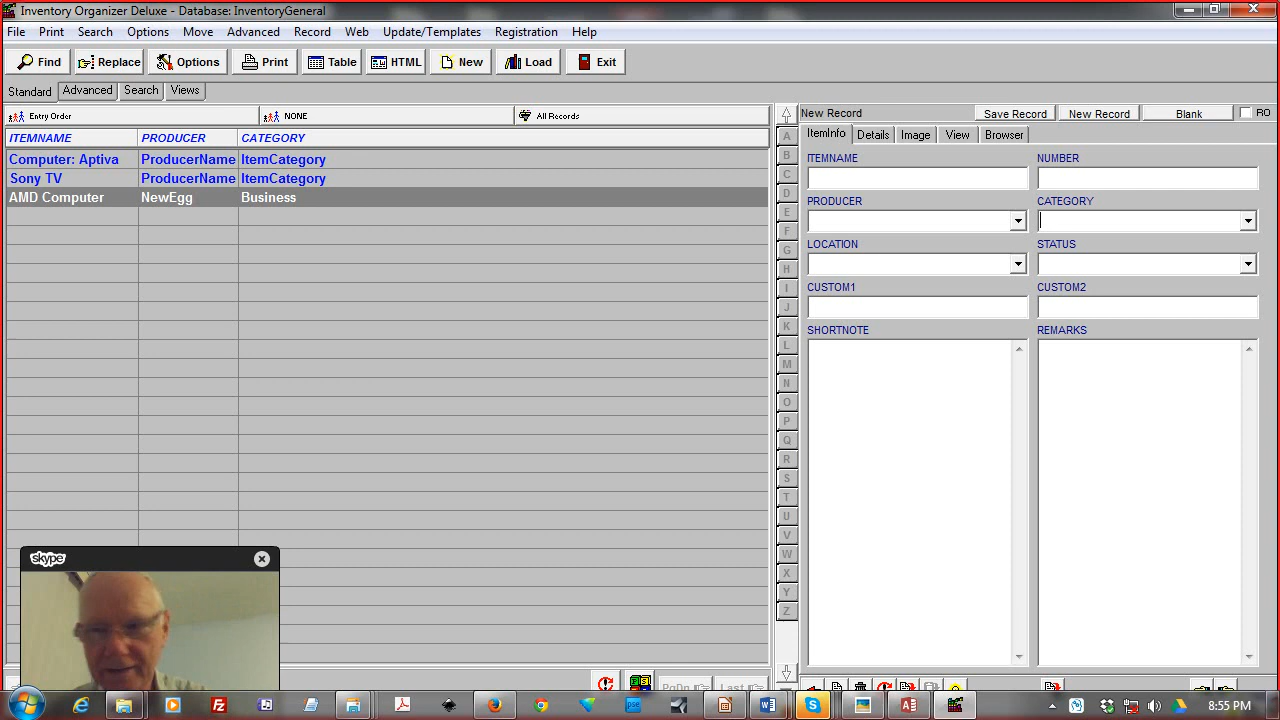 Inventory Organizer Deluxe - Database: InventoryGeneral
File Print Search Options Move Advanced Record Web Update/Templates Registration Help
Find Replace Options Print Table HTML New Load Exit
Standard Advanced Search Views
Entry Order NONE All Records
ITEMNAME PRODUCER CATEGORY
Computer: Aptiva ProducerName ItemCategory
Sony TV ProducerName ItemCategory
AMD Computer NewEgg Business
A
B
C
D
E
F
G
H
I
J
K
L
M
N
O
P
Q
R
S
T
U
V
W
X
Y
Z
New Record Save Record New Record Blank RO
ItemInfo Details Image View Browser
ITEMNAME NUMBER
PRODUCER CATEGORY
LOCATION STATUS
CUSTOM1 CUSTOM2
SHORTNOTE REMARKS
skype
PgDn Last
8:55 PM